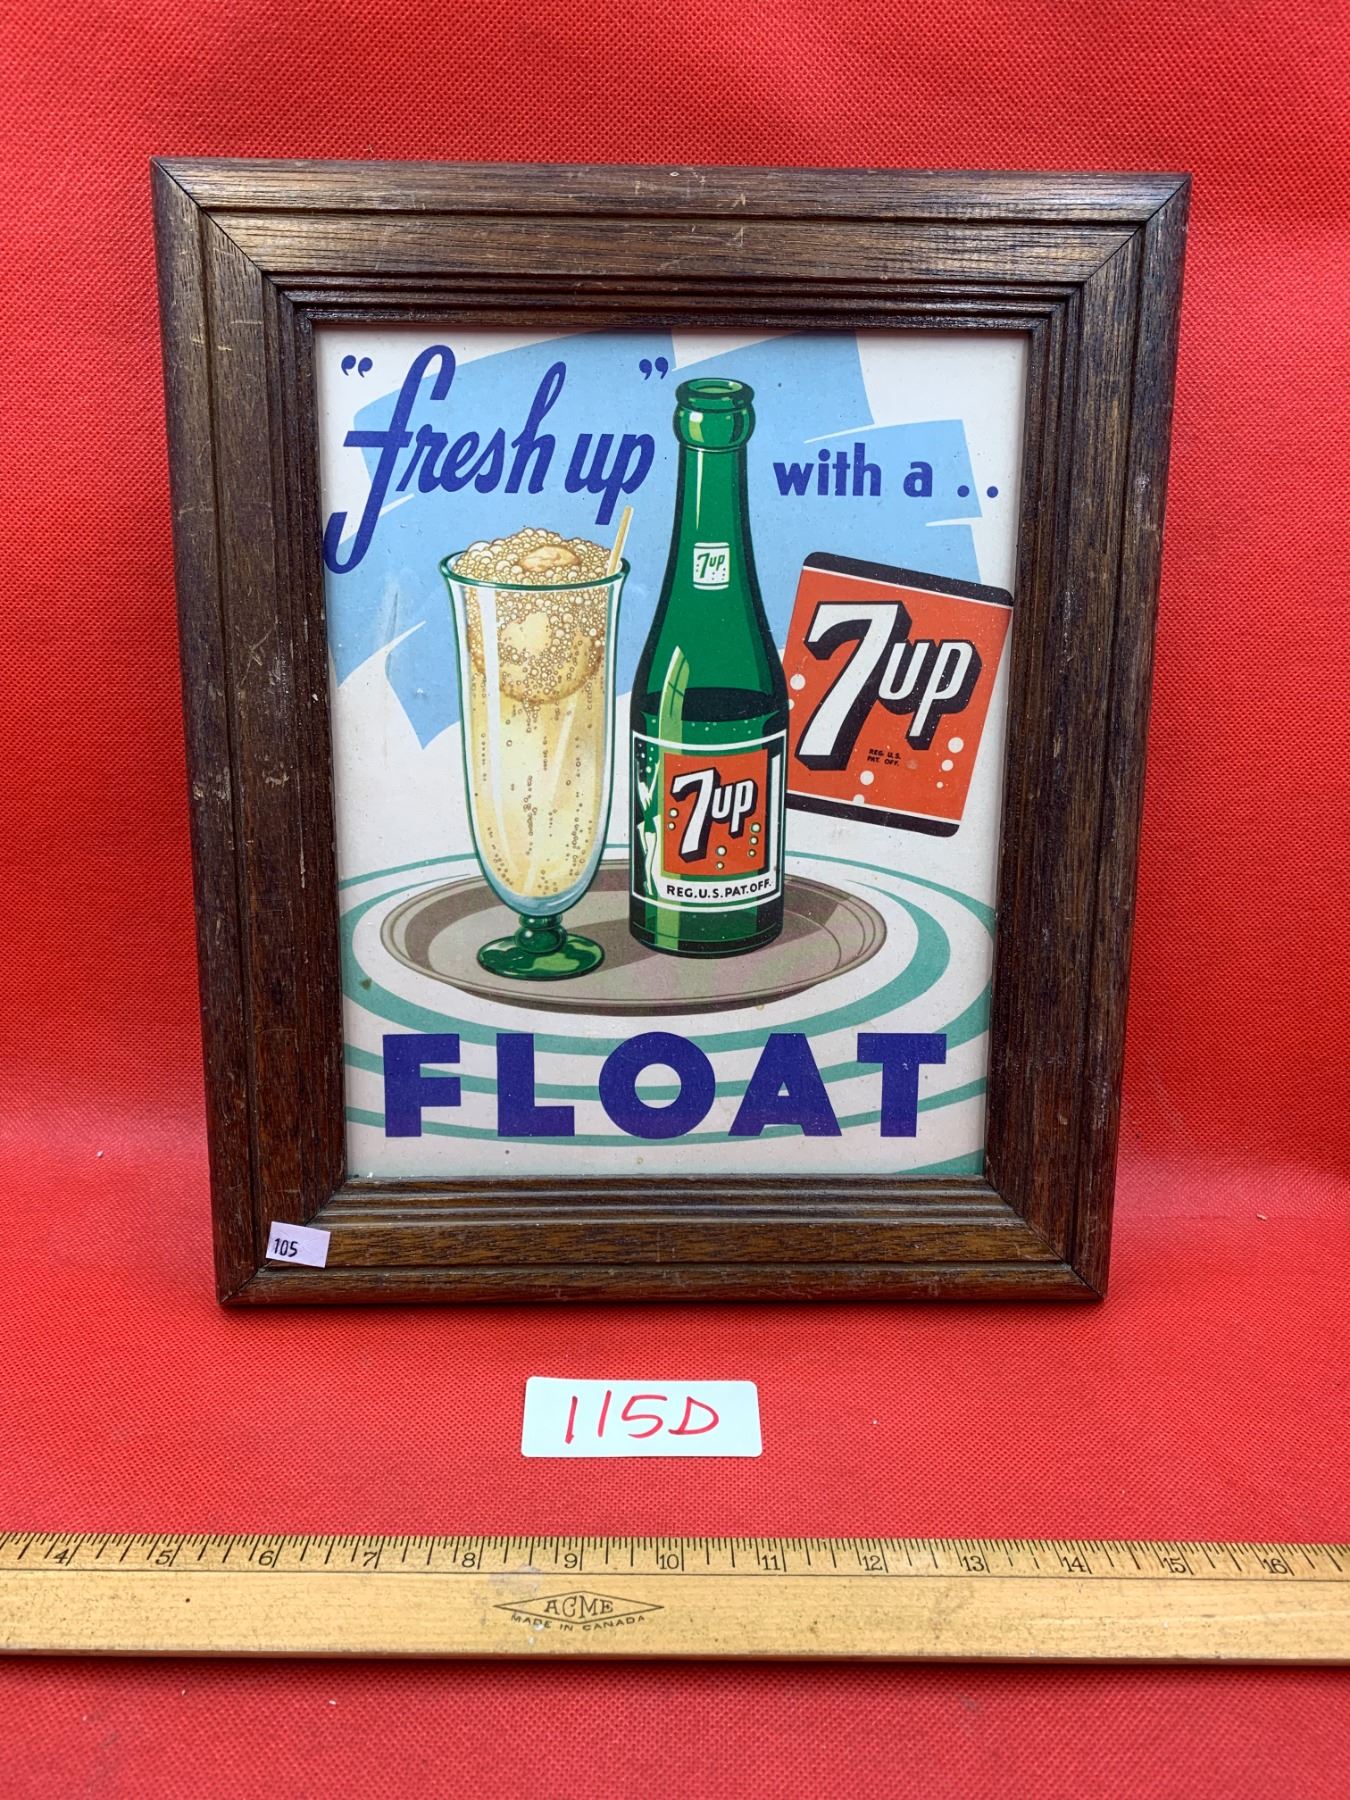 "fresh up" with a . .
7up
7up
REG. U.S.
PAT. OFF.
7up
REG. U.S. PAT. OFF.
FLOAT
105
115D
4 5 6 7 8 9 10 11 12 13 14 15 16
ACME
MADE IN CANADA